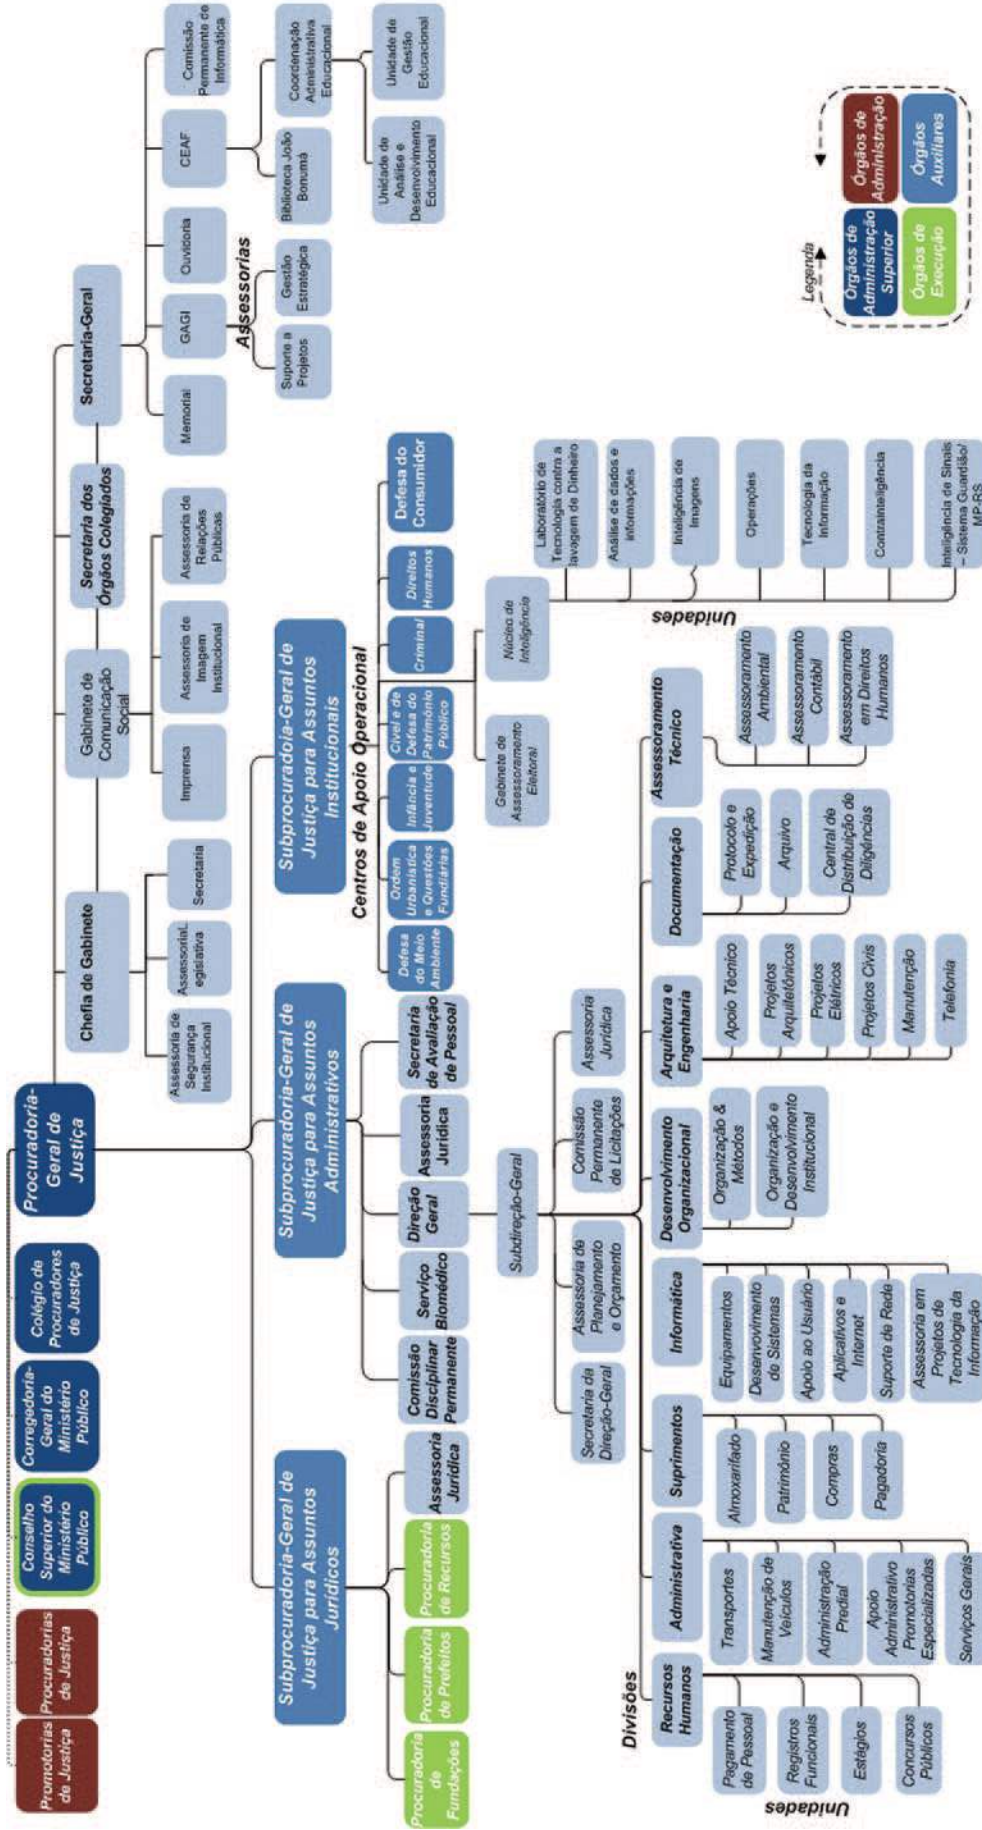 Promotorias
de Justiça
Procuradorias
de Justiça
Conselho
Superior do
Ministério
Público
Corregedoria-
Geral do
Ministério
Público
Colégio de
Procuradores
de Justiça
Procuradoria-
Geral de
Justiça
Chefia de Gabinete
Gabinete de
Comunicação
Social
Secretaria dos
Órgãos Colegiados
Secretaria-Geral
Assessoria de
Segurança
Institucional
AssessoriaL
egislativa
Secretaria
Imprensa
Assessoria de
Imagem
Institucional
Assessoria de
Relações
Públicas
Memorial
GAGI
Ouvidoria
CEAF
Comissão
Permanente de
Informática
Assessorias
Suporte a
Projetos
Gestão
Estratégica
Biblioteca João
Bonumá
Coordenação
Administrativa
Educacional
Unidade de
Análise e
Desenvolvimento
Educacional
Unidade de
Gestão
Educacional
Subprocuradoria-Geral de
Justiça para Assuntos
Jurídicos
Subprocuradoria-Geral de
Justiça para Assuntos
Administrativos
Subprocuradoia-Geral de
Justiça para Assuntos
Institucionais
Procuradoria
de
Fundações
Procuradoria
de Prefeitos
Procuradoria
de Recursos
Assessoria
Jurídica
Comissão
Disciplinar
Permanente
Serviço
Biomédico
Direção
Geral
Assessoria
Jurídica
Secretaria
de Avaliação
de Pessoal
Centros de Apoio Operacional
Defesa
do Meio
Ambiente
Ordem
Urbanística
e Questões
Fundiárias
Infância e
Juventude
Cível e de
Defesa do
Patrimônio
Público
Criminal
Direitos
Humanos
Defesa do
Consumidor
Gebinete de
Assessoramento
Eleitoral
Núcleo de
Inteligência
Unidades
Laboratório de
Tecnologia contra a
lavagem de Dinheiro
Análise de dados e
informações
Inteligência de
Imagens
Operações
Tecnologia da
Informação
Contrainteligência
Inteligência de Sinais
– Sistema Guardião/
MP-RS
Subdireção-Geral
Secretaria da
Direção-Geral
Assessoria de
Planejamento
e Orçamento
Comissão
Permanente
de Licitações
Assessoria
Jurídica
Divisões
Recursos
Humanos
Administrativa
Suprimentos
Informática
Desenvolvimento
Organizacional
Arquitetura e
Engenharia
Documentação
Assessoramento
Técnico
Unidades
Pagamento
de Pessoal
Registros
Funcionais
Estágios
Concursos
Públicos
Transportes
Manutenção de
Veículos
Administração
Predial
Apoio
Administrativo
Promotorias
Especializadas
Serviços Gerais
Almoxarifado
Patrimônio
Compras
Pagadoria
Equipamentos
Desenvovimento
de Sistemas
Apoio ao Usuário
Aplicativos e
Internet
Suporte de Rede
Assessoria em
Projetos de
Tecnologia da
Informação
Organização &
Métodos
Organização e
Desenvolvimento
Institucional
Apoio Técnico
Projetos
Arquitetônicos
Projetos
Elétricos
Projetos Civis
Manutenção
Telefonia
Protocolo e
Expedição
Arquivo
Central de
Distribuição de
Diligências
Assessoramento
Ambiental
Assessoramento
Contábil
Assessoramento
em Direitos
Humanos
Legenda
Órgãos de
Administração
Superior
Órgãos de
Administração
Órgãos de
Execução
Órgãos
Auxiliares